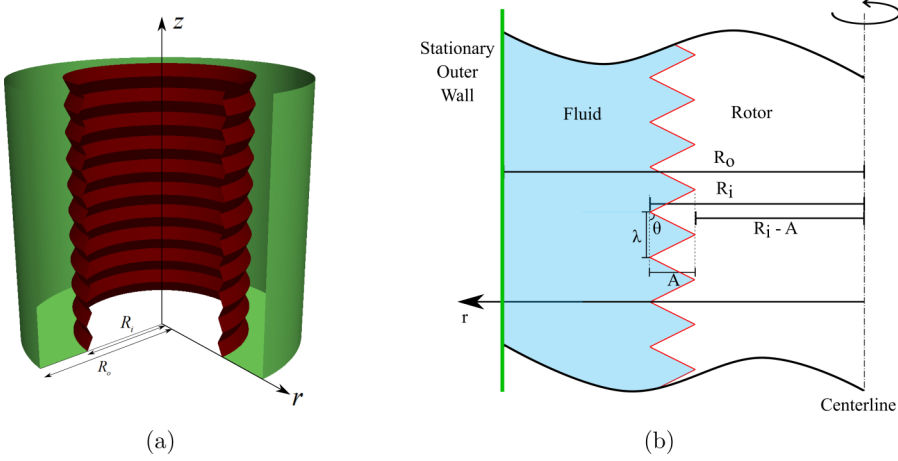 z
R_i
R_o
r
(a)
Stationary
Outer
Wall
Fluid
Rotor
R_o
R_i
R_i - A
λ
θ
A
r
Centerline
(b)